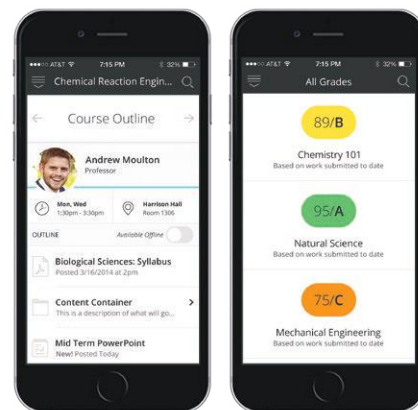 AT&T 7:15 PM 32%
Chemical Reaction Engin...
Course Outline
Andrew Moulton
Professor
Mon, Wed
1:30pm - 3:30pm
Harrison Hall
Room 1306
OUTLINE
Available Offline
Biological Sciences: Syllabus
Posted 3/16/2014 at 2pm
Content Container
This is a description of what will go...
Mid Term PowerPoint
New! Posted Today
AT&T 7:15 PM 32%
All Grades
89/B
Chemistry 101
Based on work submitted to date
95/A
Natural Science
Based on work submitted to date
75/C
Mechanical Engineering
Based on work submitted to date